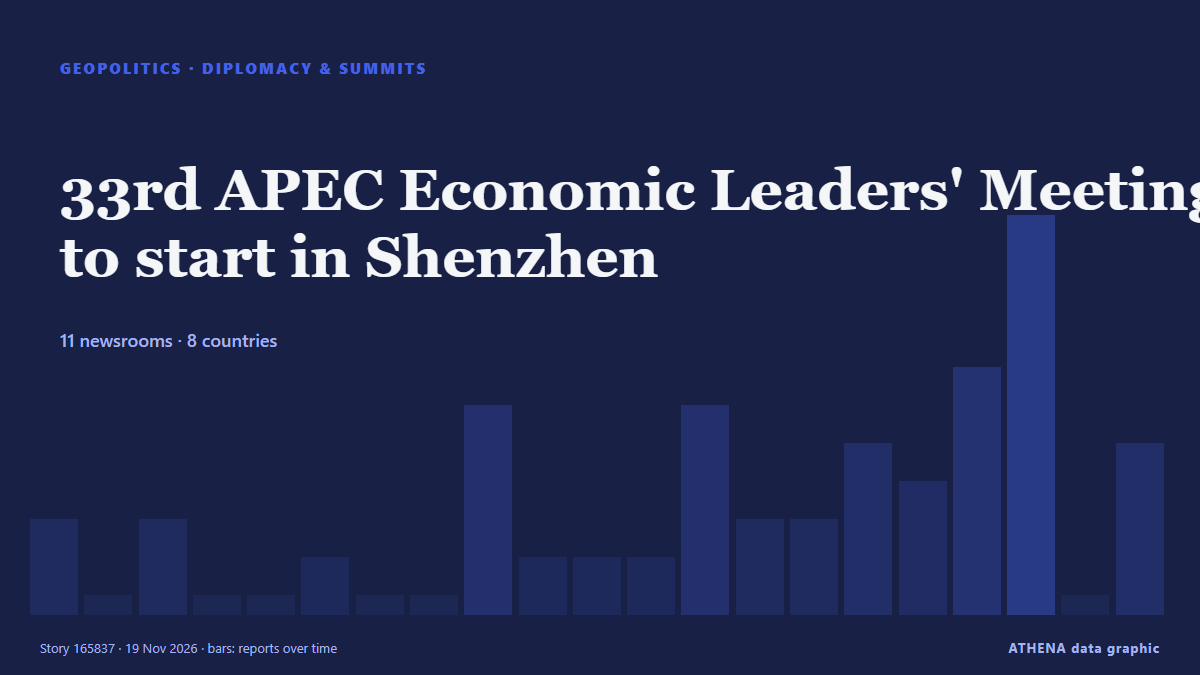 GEOPOLITICS · DIPLOMACY & SUMMITS
33rd APEC Economic Leaders' Meeting
to start in Shenzhen
11 newsrooms · 8 countries
Story 165837 · 19 Nov 2026 · bars: reports over time
ATHENA data graphic